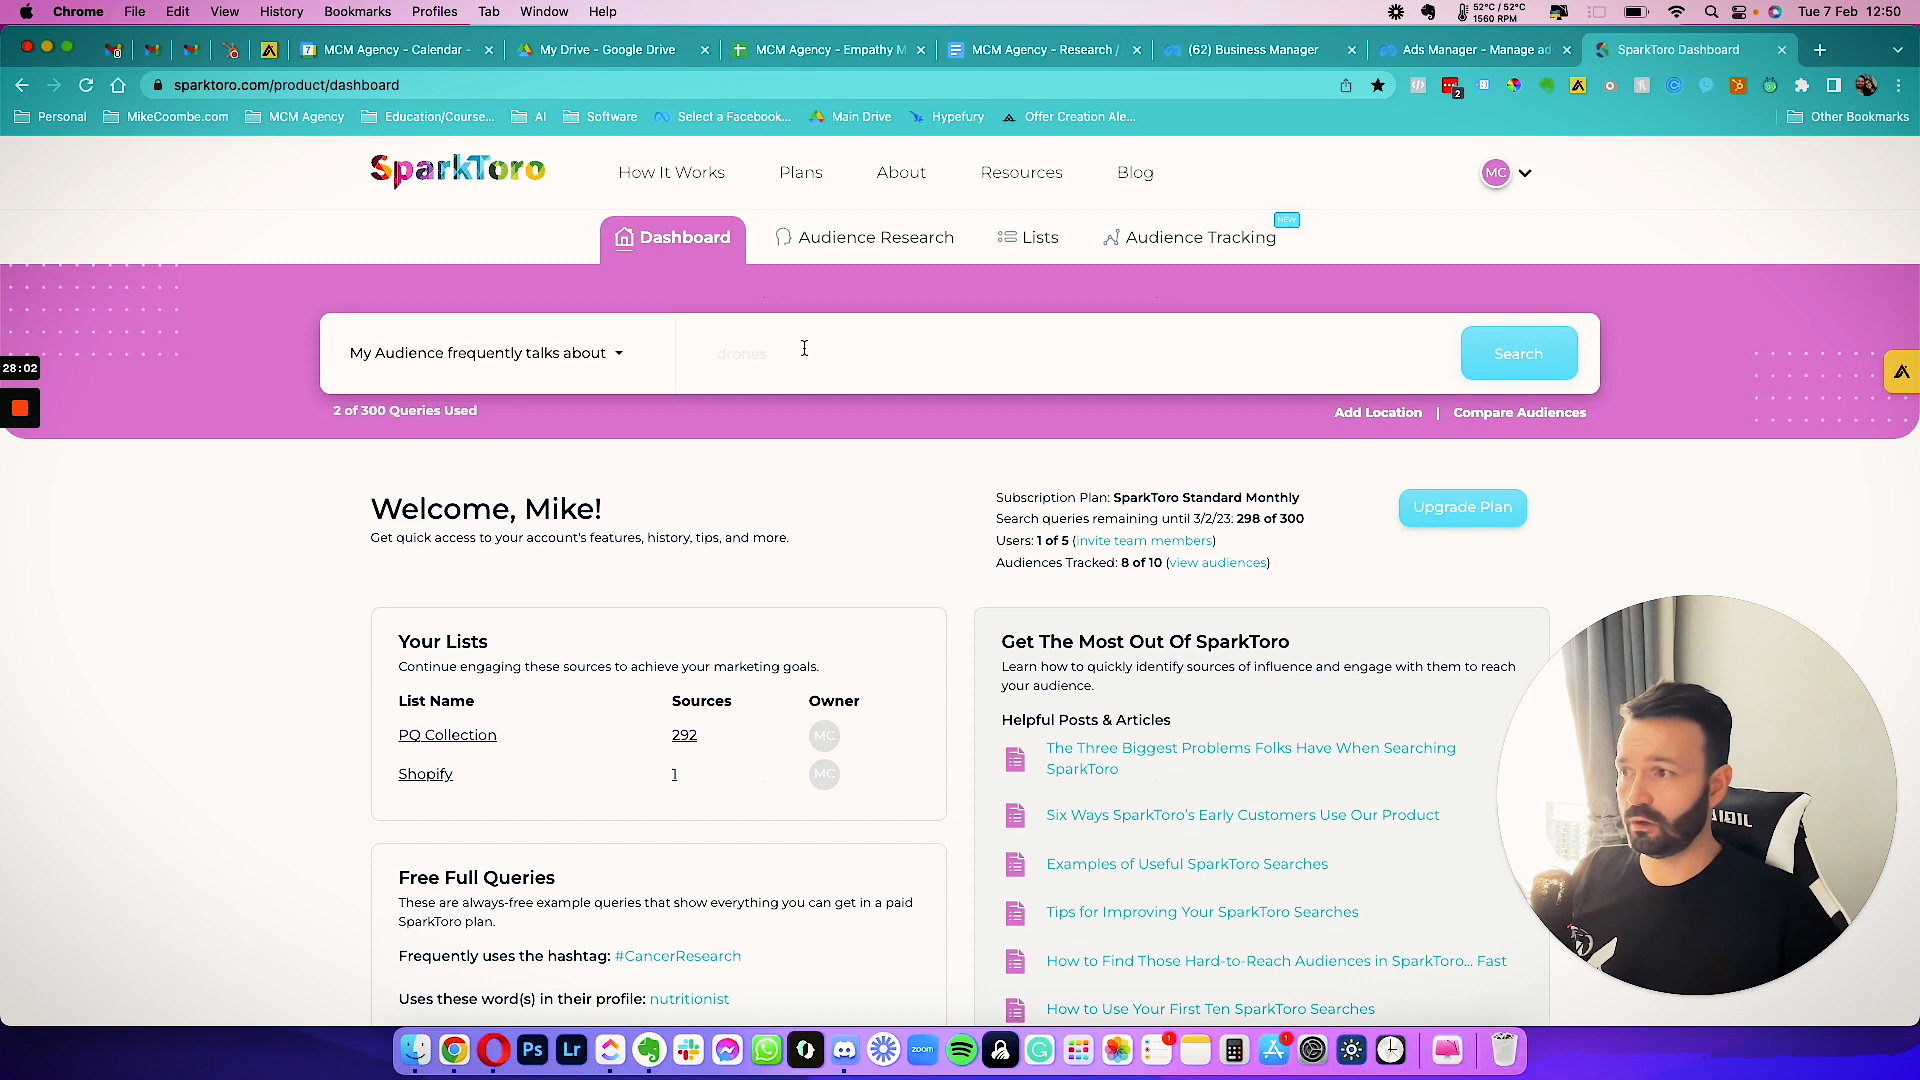 Chrome File Edit View History Bookmarks Profiles Tab Window Help
52°C / 52°C
1560 RPM
Tue 7 Feb 12:50
MCM Agency - Calendar -
My Drive - Google Drive
MCM Agency - Empathy M
MCM Agency - Research /
(62) Business Manager
Ads Manager - Manage ad
SparkToro Dashboard
sparktoro.com/product/dashboard
2
Personal
MikeCoombe.com
MCM Agency
Education/Course...
AI
Software
Select a Facebook...
Main Drive
Hypefury
Offer Creation Ale...
Other Bookmarks
SparkToro
How It Works
Plans
About
Resources
Blog
MC
NEW
Dashboard
Audience Research
Lists
Audience Tracking
My Audience frequently talks about
drones
Search
28:02
2 of 300 Queries Used
Add Location | Compare Audiences
Welcome, Mike!
Get quick access to your account's features, history, tips, and more.
Subscription Plan: SparkToro Standard Monthly
Search queries remaining until 3/2/23: 298 of 300
Users: 1 of 5 (invite team members)
Audiences Tracked: 8 of 10 (view audiences)
Upgrade Plan
Your Lists
Continue engaging these sources to achieve your marketing goals.
List Name Sources Owner
PQ Collection 292 MC
Shopify 1 MC
Free Full Queries
These are always-free example queries that show everything you can get in a paid
SparkToro plan.
Frequently uses the hashtag: #CancerResearch
Uses these word(s) in their profile: nutritionist
Get The Most Out Of SparkToro
Learn how to quickly identify sources of influence and engage with them to reach
your audience.
Helpful Posts & Articles
The Three Biggest Problems Folks Have When Searching
SparkToro
Six Ways SparkToro's Early Customers Use Our Product
Examples of Useful SparkToro Searches
Tips for Improving Your SparkToro Searches
How to Find Those Hard-to-Reach Audiences in SparkToro... Fast
How to Use Your First Ten SparkToro Searches
Ps
Lr
zoom
1
1